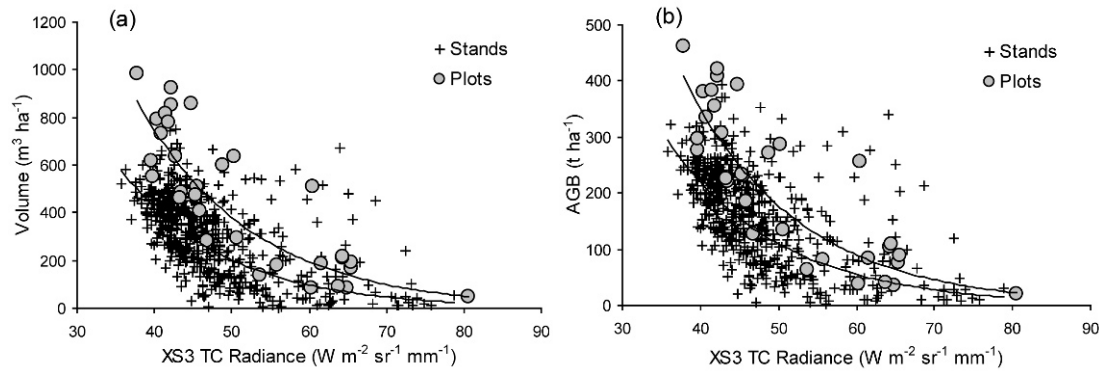 (a)
1200
1000
800
600
400
200
0
Volume (m³ ha⁻¹)
+ Stands
Plots
30 40 50 60 70 80 90
XS3 TC Radiance (W m⁻² sr⁻¹ mm⁻¹)
(b)
500
400
300
200
100
0
AGB (t ha⁻¹)
+ Stands
Plots
30 40 50 60 70 80 90
XS3 TC Radiance (W m⁻² sr⁻¹ mm⁻¹)